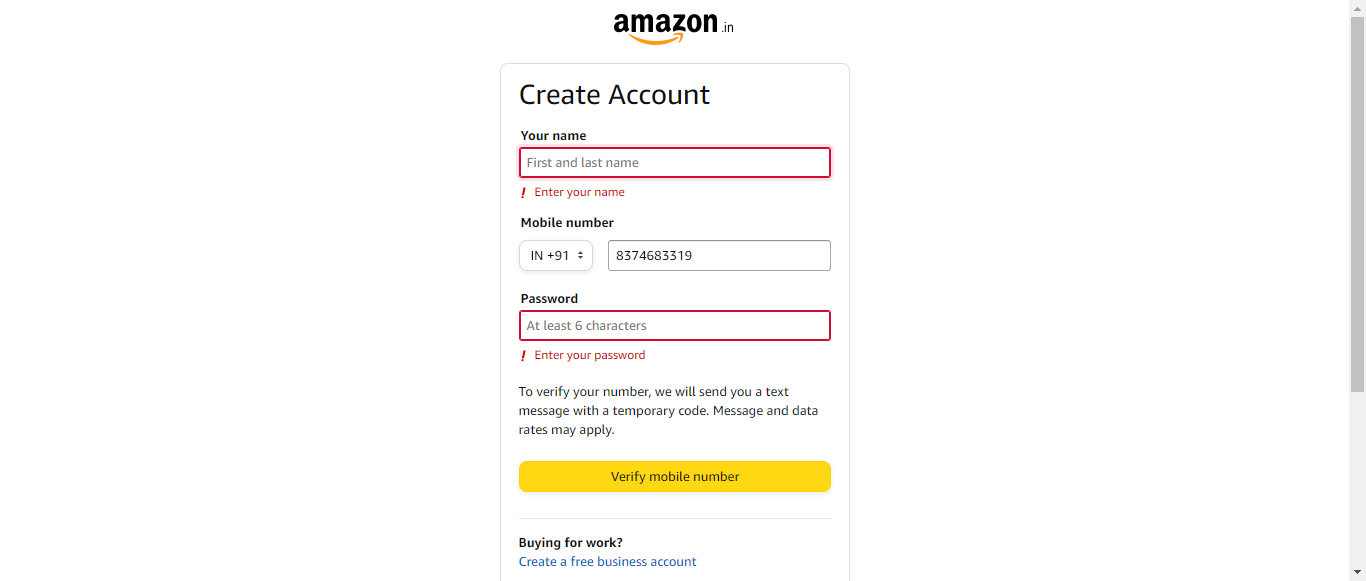 amazon.in
Create Account
Your name
First and last name
! Enter your name
Mobile number
IN +91 8374683319
Password
At least 6 characters
! Enter your password
To verify your number, we will send you a text
message with a temporary code. Message and data
rates may apply.
Verify mobile number
Buying for work?
Create a free business account